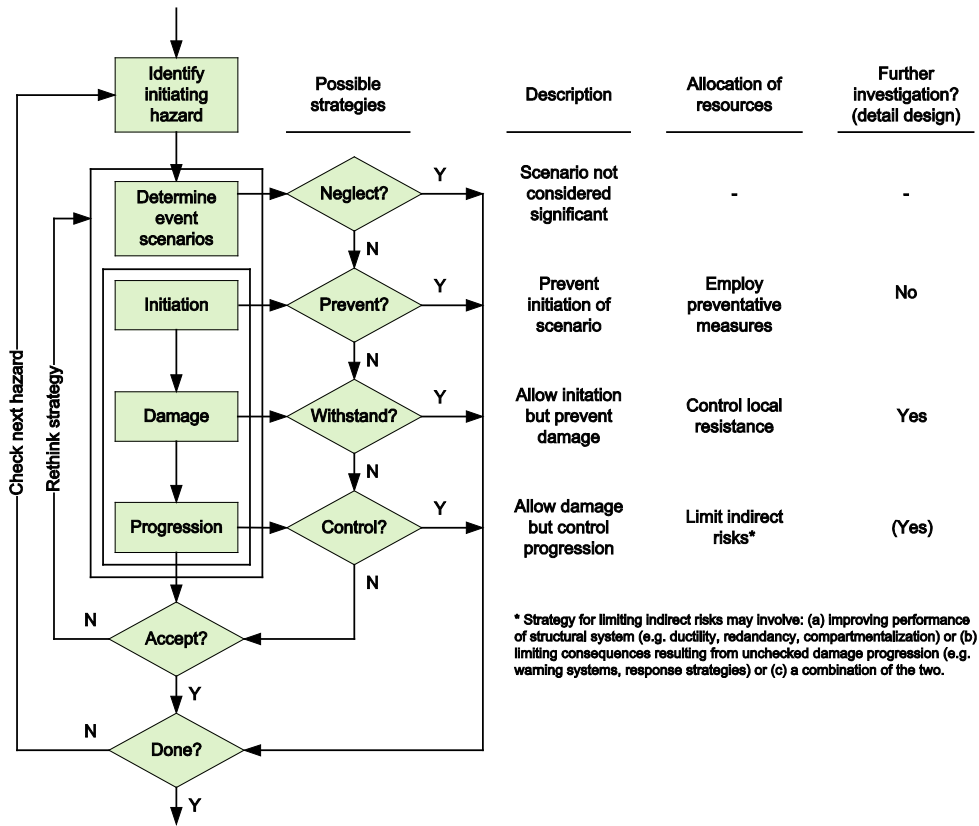 Identify
initiating
hazard
Possible
strategies
Description
Allocation of
resources
Further
investigation?
(detail design)
Determine
event
scenarios
Neglect?
Y
N
Scenario not
considered
significant
-
-
Initiation
Prevent?
Y
N
Prevent
initiation of
scenario
Employ
preventative
measures
No
Damage
Withstand?
Y
N
Allow initation
but prevent
damage
Control local
resistance
Yes
Progression
Control?
Y
N
Allow damage
but control
progression
Limit indirect
risks*
(Yes)
Check next hazard
Rethink strategy
N
Accept?
Y
* Strategy for limiting indirect risks may involve: (a) improving performance
of structural system (e.g. ductility, redandancy, compartmentalization) or (b)
limiting consequences resulting from unchecked damage progression (e.g.
warning systems, response strategies) or (c) a combination of the two.
N
Done?
Y